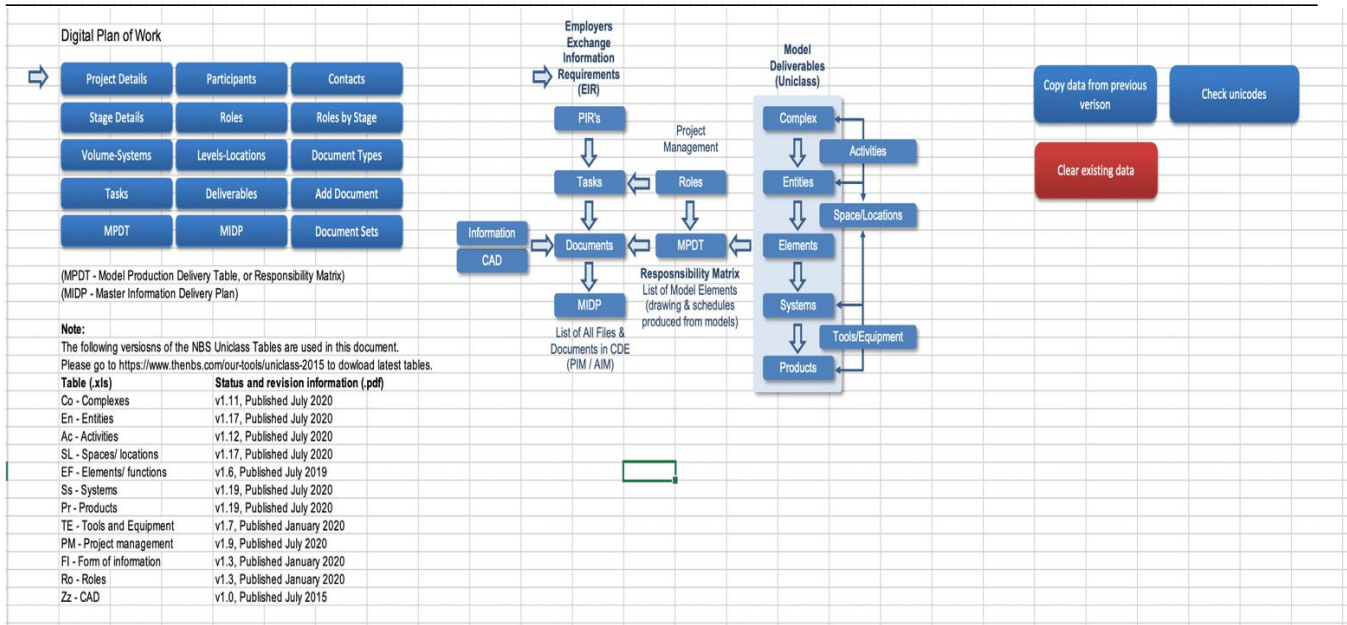 Digital Plan of Work
Project Details
Participants
Contacts
Stage Details
Roles
Roles by Stage
Volume-Systems
Levels-Locations
Document Types
Tasks
Deliverables
Add Document
MPDT
MIDP
Document Sets
(MPDT - Model Production Delivery Table, or Responsibility Matrix)
(MIDP - Master Information Delivery Plan)
Note:
The following versisns of the NBS Uniclass Tables are used in this document.
Please go to https://www.thenbs.com/our-tools/uniclass-2015 to dowload latest tables.
Table (.xls) Status and revision information (.pdf)
Co - Complexes v1.11, Published July 2020
En - Entities v1.17, Published July 2020
Ac - Activities v1.12, Published July 2020
SL - Spaces/ locations v1.17, Published July 2020
EF - Elements/ functions v1.6, Published July 2019
Ss - Systems v1.19, Published July 2020
Pr - Products v1.19, Published July 2020
TE - Tools and Equipment v1.7, Published January 2020
PM - Project management v1.9, Published July 2020
FI - Form of information v1.3, Published January 2020
Ro - Roles v1.3, Published January 2020
Zz - CAD v1.0, Published July 2015
Employers
Exchange
Information
Requirements
(EIR)
PIR's
Tasks
Information
CAD
Documents
MIDP
List of All Files &
Documents in CDE
(PIM / AIM)
Project
Management
Roles
MPDT
Resposnsibility Matrix
List of Model Elements
(drawing & schedules
produced from models)
Model
Deliverables
(Uniclass)
Complex
Activities
Entities
Space/Locations
Elements
Systems
Tools/Equipment
Products
Copy data from previous
verison
Check unicodes
Clear existing data